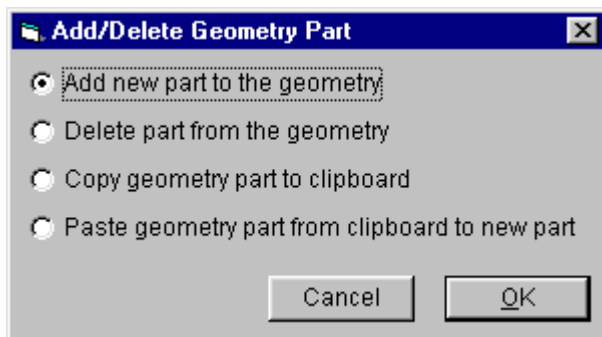 Add/Delete Geometry Part
Add new part to the geometry
Delete part from the geometry
Copy geometry part to clipboard
Paste geometry part from clipboard to new part
Cancel OK